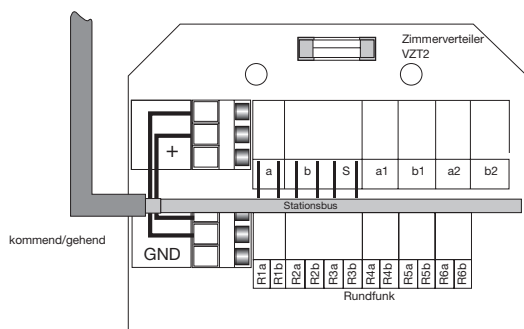 Zimmerverteiler
VZT2
+
a b S a1 b1 a2 b2
Stationsbus
kommend/gehend
GND
R1a R1b R2a R2b R3a R3b R4a R4b R5a R5b R6a R6b
Rundfunk